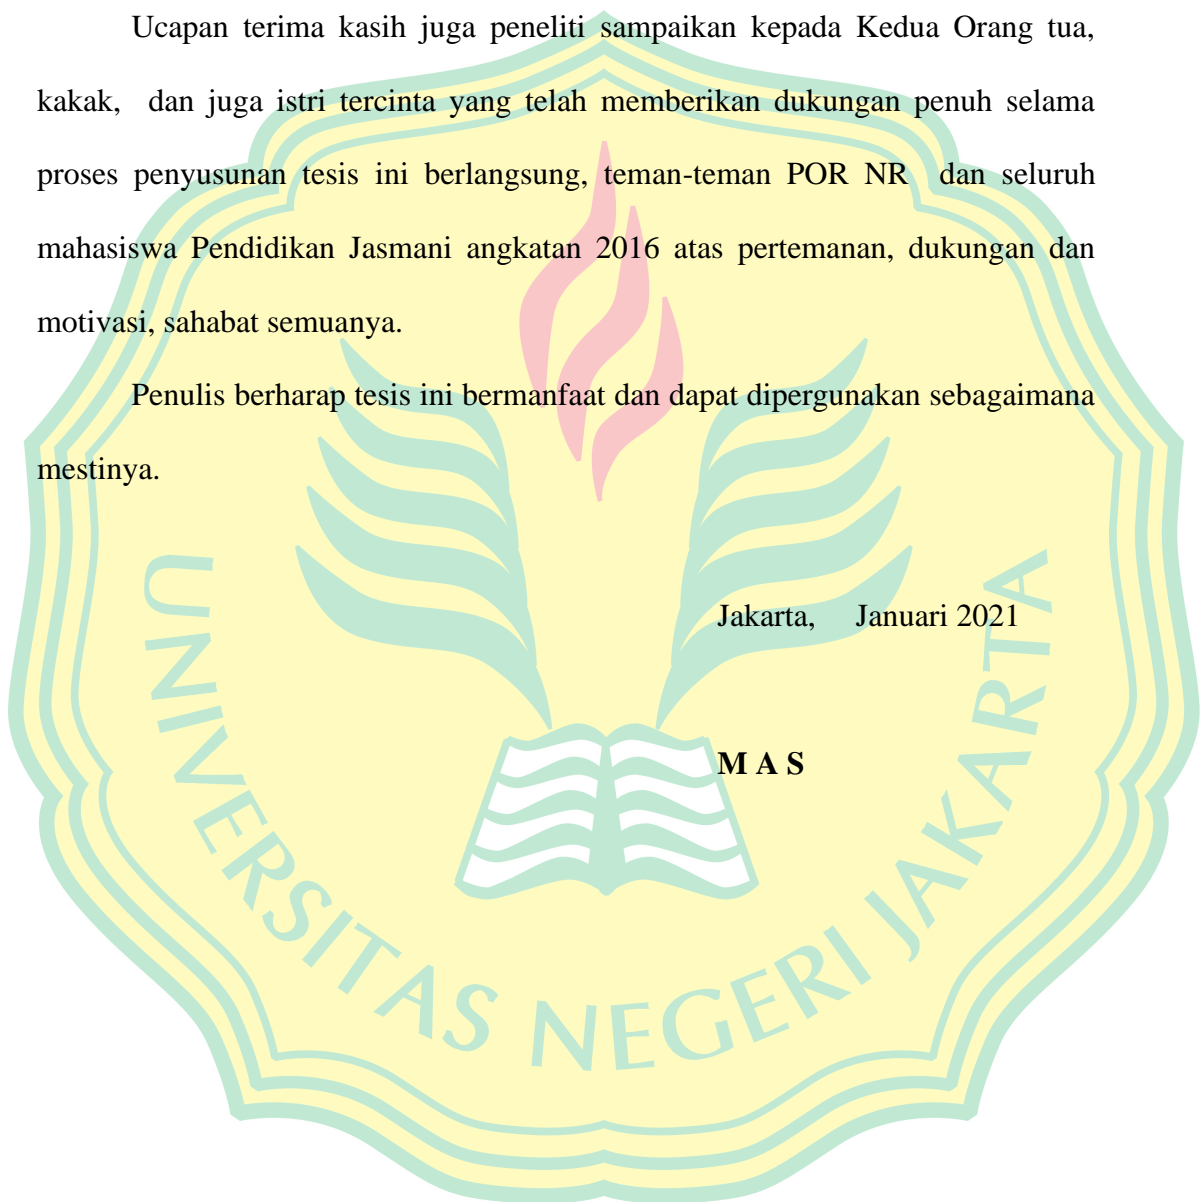 Ucapan terima kasih juga peneliti sampaikan kepada Kedua Orang tua,
kakak, dan juga istri tercinta yang telah memberikan dukungan penuh selama
proses penyusunan tesis ini berlangsung, teman-teman POR NR dan seluruh
mahasiswa Pendidikan Jasmani angkatan 2016 atas pertemanan, dukungan dan
motivasi, sahabat semuanya.
Penulis berharap tesis ini bermanfaat dan dapat dipergunakan sebagaimana
mestinya.
Jakarta, Januari 2021
M A S
UNIVERSITAS NEGERI JAKARTA